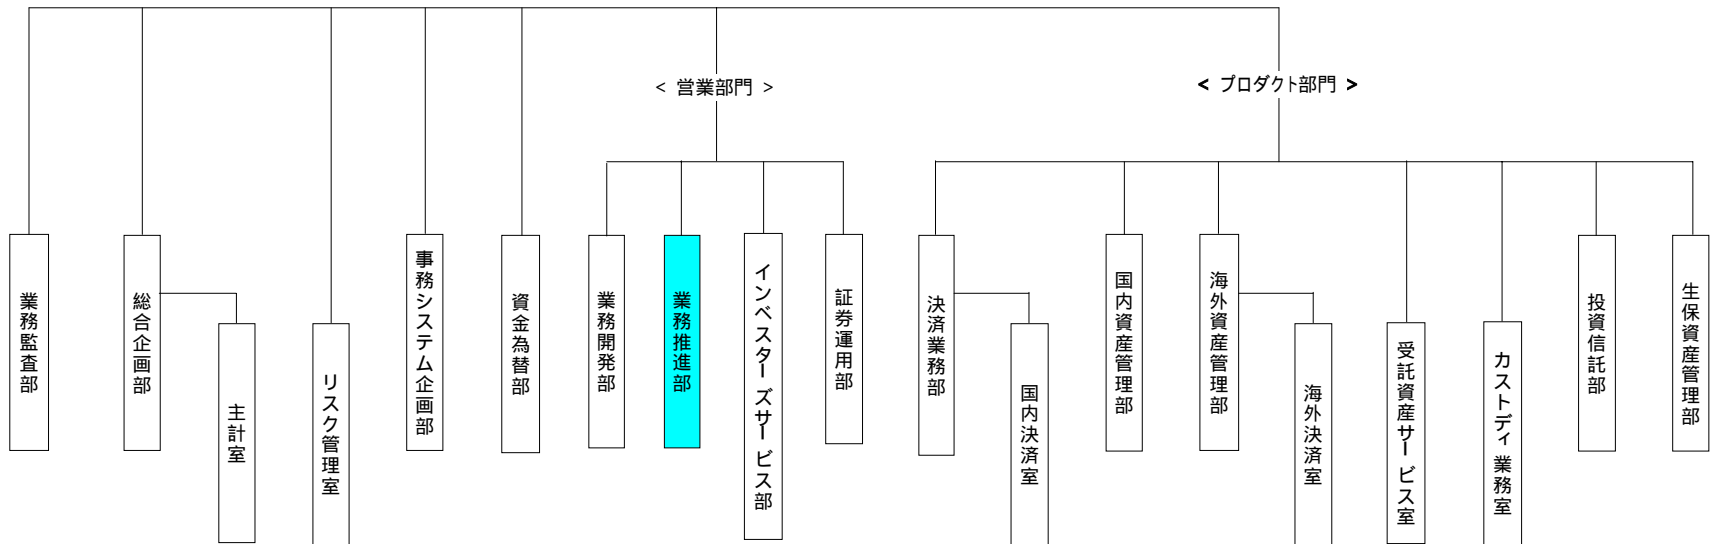 < 営業部門 >
< プロダクト部門 >
業務監査部
総合企画部
主計室
リスク管理室
事務システム企画部
資金為替部
業務開発部
業務推進部
インベスターズサービス部
証券運用部
決済業務部
国内決済室
国内資産管理部
海外資産管理部
海外決済室
受託資産サービス室
カストディ業務室
投資信託部
生保資産管理部